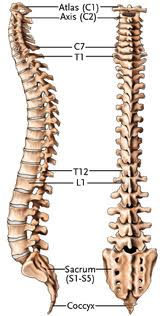 Atlas (C1)
Axis (C2)
C7
T1
T12
L1
Sacrum
(S1-S5)
Coccyx